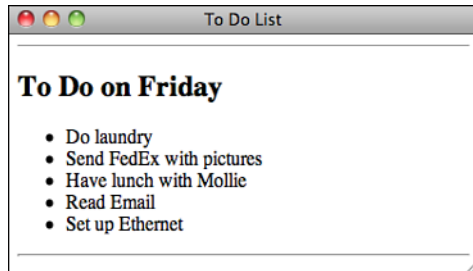 To Do List
To Do on Friday
• Do laundry
• Send FedEx with pictures
• Have lunch with Mollie
• Read Email
• Set up Ethernet